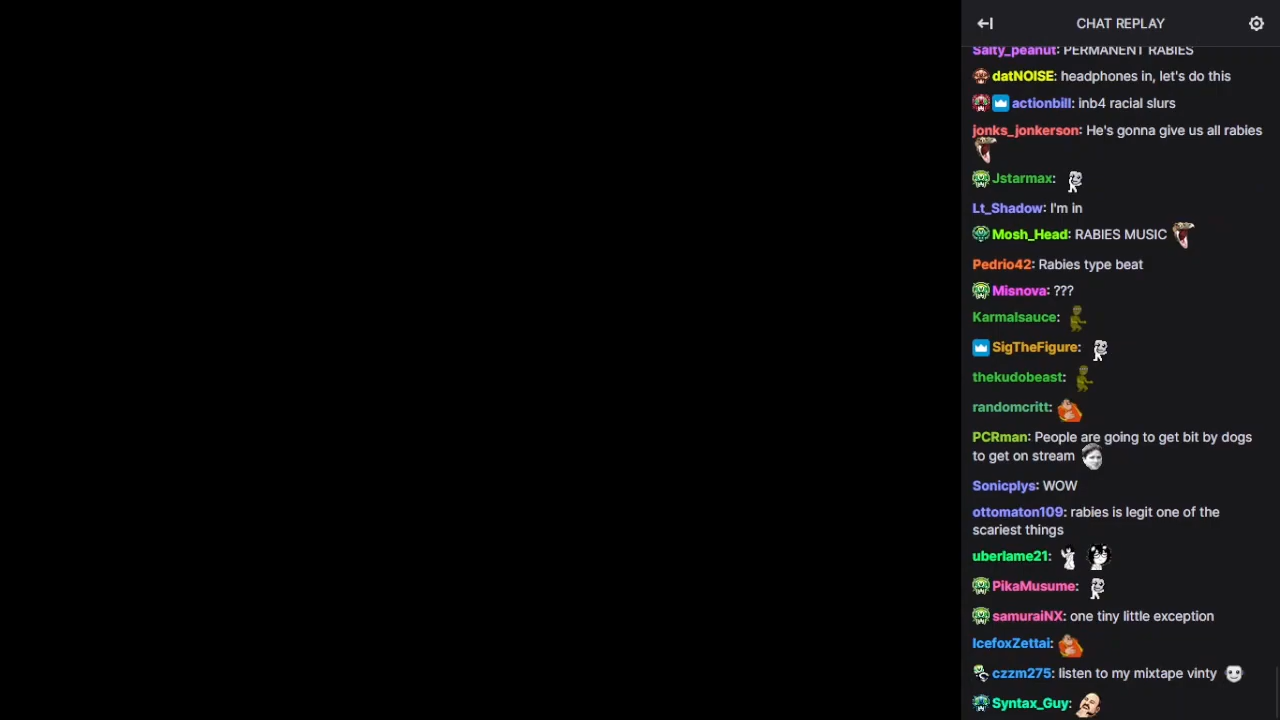 CHAT REPLAY
Salty_peanut: PERMANENT RABIES
datNOISE: headphones in, let's do this
actionbill: inb4 racial slurs
jonks_jonkerson: He's gonna give us all rabies
Jstarmax:
Lt_Shadow: I'm in
Mosh_Head: RABIES MUSIC
Pedrio42: Rabies type beat
Misnova: ???
Karmalsauce:
SigTheFigure:
thekudobeast:
randomcritt:
PCRman: People are going to get bit by dogs
to get on stream
Sonicplys: WOW
ottomaton109: rabies is legit one of the
scariest things
uberlame21:
PikaMusume:
samuraiNX: one tiny little exception
IcefoxZettai:
czzm275: listen to my mixtape vinty
Syntax_Guy: